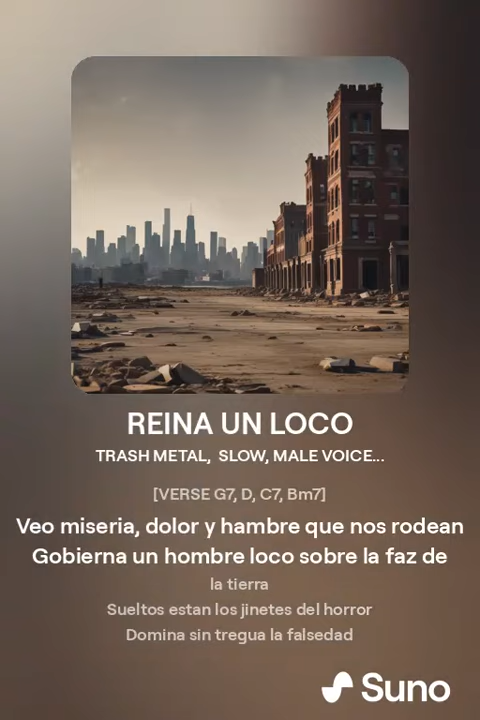 REINA UN LOCO
TRASH METAL, SLOW, MALE VOICE...
[VERSE G7, D, C7, Bm7]
Veo miseria, dolor y hambre que nos rodean
Gobierna un hombre loco sobre la faz de
la tierra
Sueltos estan los jinetes del horror
Domina sin tregua la falsedad
Suno